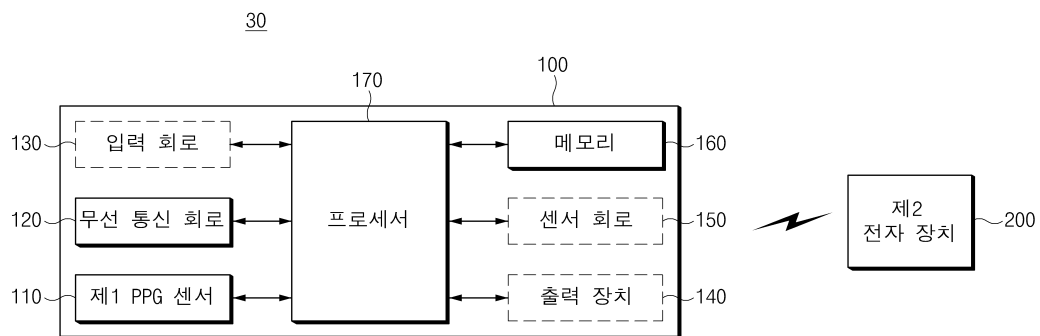 30
170
100
130
입력 회로
메모리
160
120
무선 통신 회로
프로세서
센서 회로
150
제2
전자 장치
200
110
제1 PPG 센서
출력 장치
140